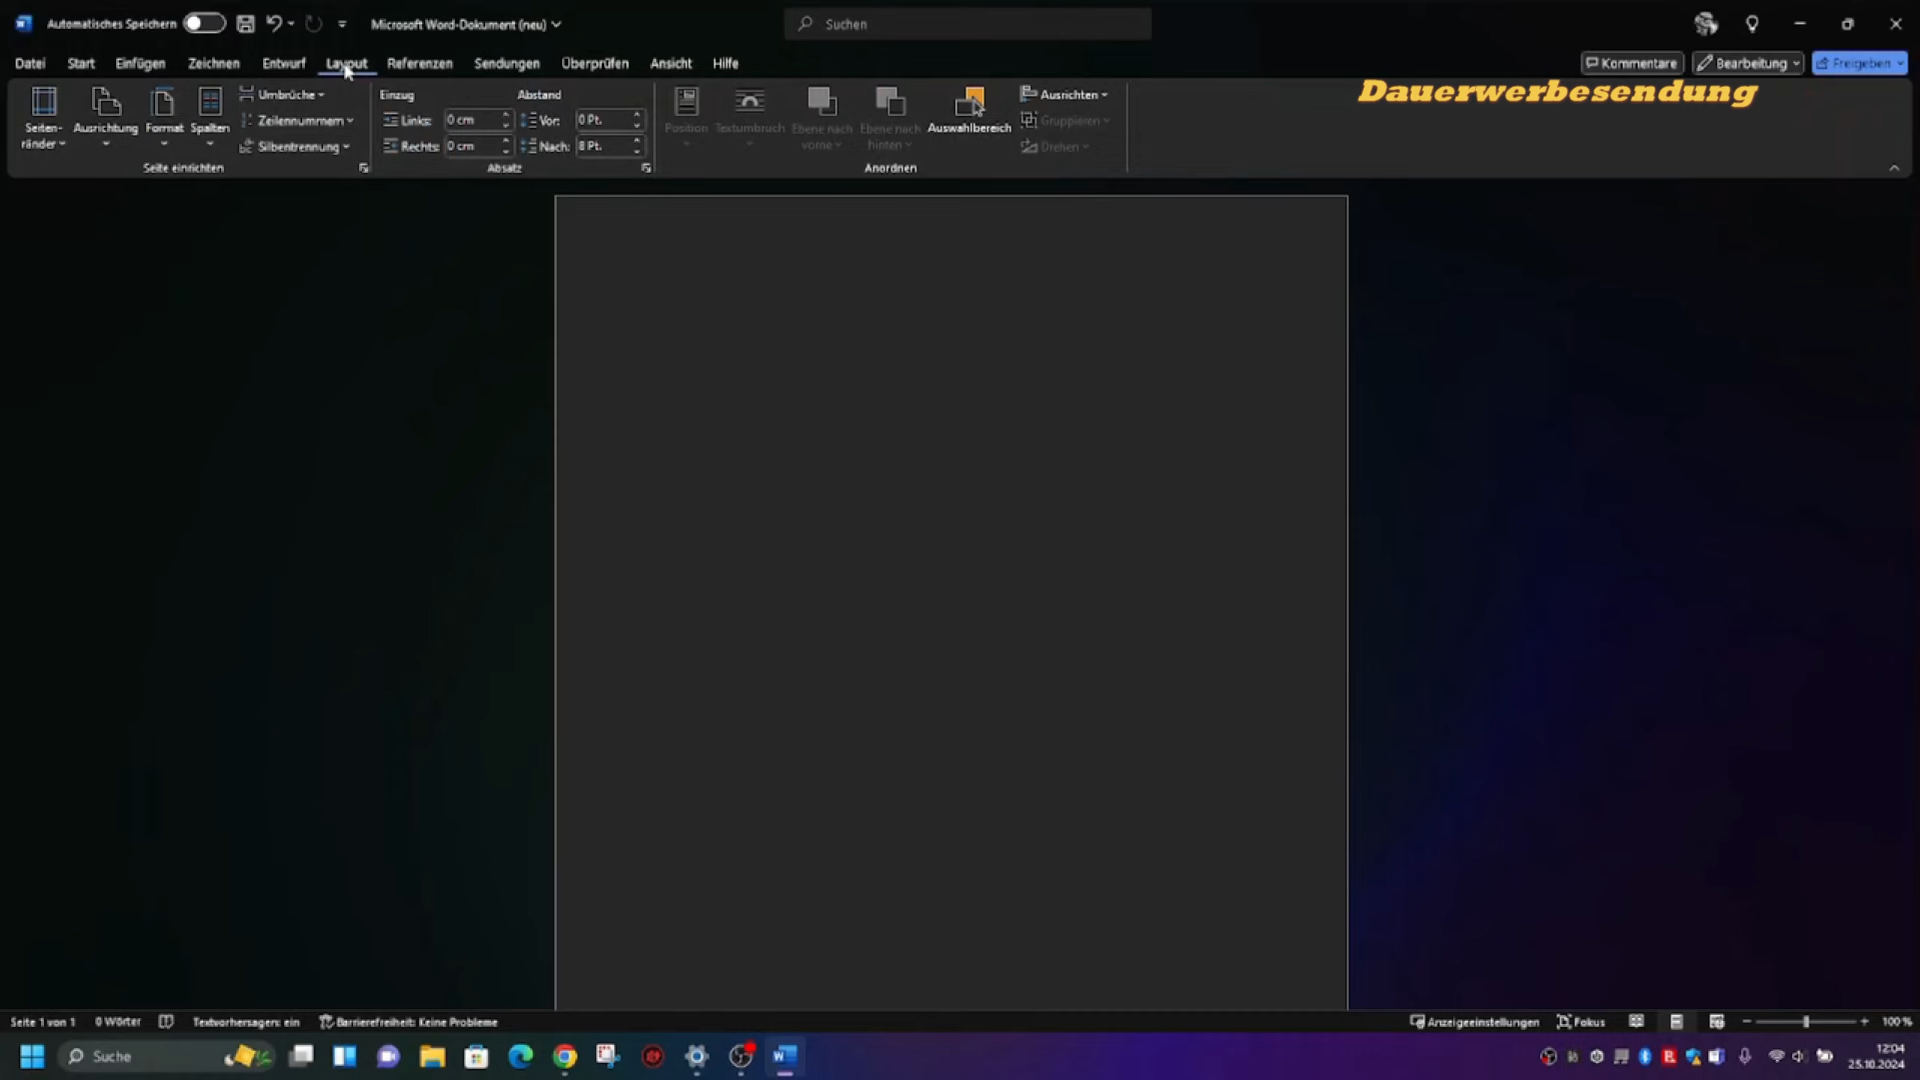 Automatisches Speichern
Microsoft Word-Dokument (neu)
Suchen
Datei Start Einfügen Zeichnen Entwurf Layout Referenzen Sendungen Überprüfen Ansicht Hilfe
Kommentare Bearbeitung Freigeben
Dauerwerbesendung
Seiten-
ränder
Ausrichtung Format Spalten
Umbrüche
Zeilennummern
Silbentrennung
Seite einrichten
Einzug Abstand
Links: 0 cm Vor: 0 Pt.
Rechts: 0 cm Nach: 8 Pt.
Absatz
Position Textumbruch
Ebene nach
vorne
Ebene nach
hinten
Auswahlbereich
Ausrichten
Gruppieren
Drehen
Anordnen
Seite 1 von 1 0 Wörter Textvorhersagen: ein Barrierefreiheit: Keine Probleme
Anzeigeeinstellungen Fokus 100 %
Suche
12:04
25.10.2024